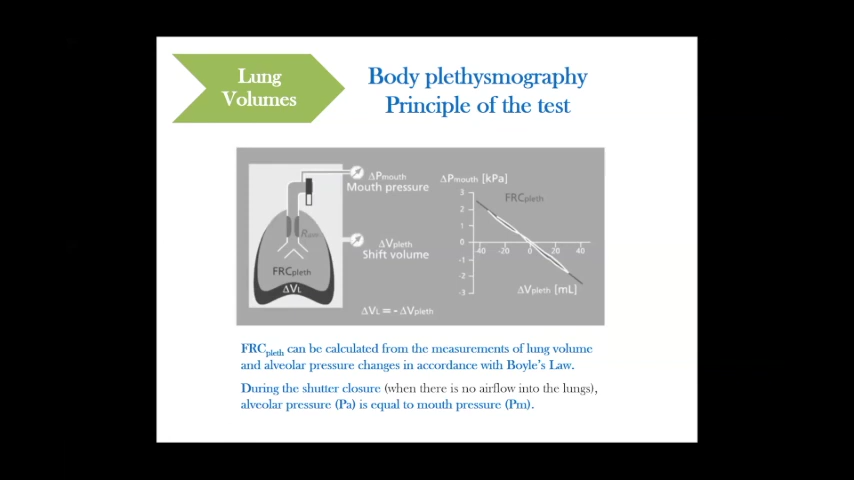 Lung
Volumes
Body plethysmography
Principle of the test
ΔPmouth
Mouth pressure
ΔVpleth
Shift volume
FRCpleth
ΔVL
ΔVL = - ΔVpleth
ΔPmouth [kPa]
FRCpleth
3
2
1
0
-1
-2
-3
-40 -20 0 20 40
ΔVpleth [mL]
FRCpleth can be calculated from the measurements of lung volume
and alveolar pressure changes in accordance with Boyle's Law.
During the shutter closure (when there is no airflow into the lungs),
alveolar pressure (Pa) is equal to mouth pressure (Pm).